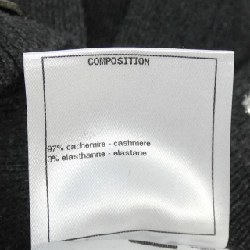 COMPOSITION
97% cachemire - cashmere
3% elasthanne - elastane